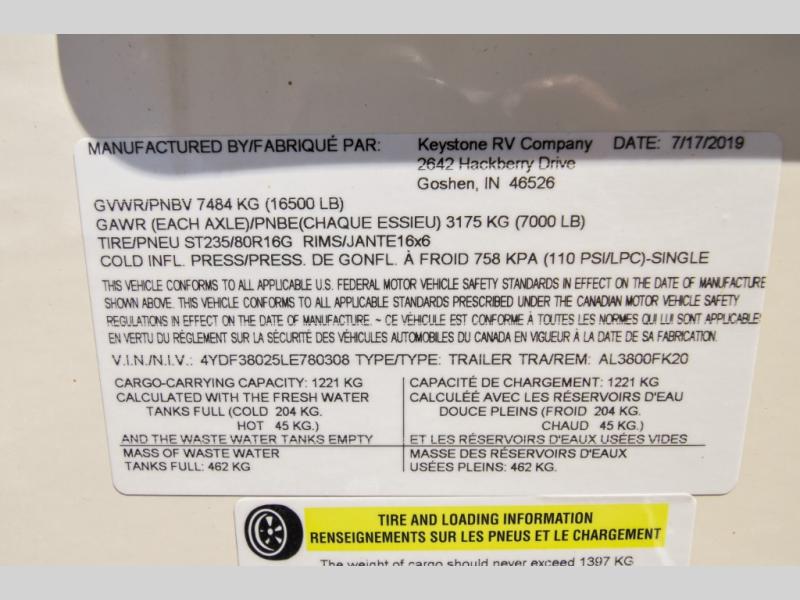 MANUFACTURED BY/FABRIQUÉ PAR: Keystone RV Company DATE: 7/17/2019
2642 Hackberry Drive
Goshen, IN 46526
GVWR/PNBV 7484 KG (16500 LB)
GAWR (EACH AXLE)/PNBE(CHAQUE ESSIEU) 3175 KG (7000 LB)
TIRE/PNEU ST235/80R16G RIMS/JANTE16x6
COLD INFL. PRESS/PRESS. DE GONFL. À FROID 758 KPA (110 PSI/LPC)-SINGLE
THIS VEHICLE CONFORMS TO ALL APPLICABLE U.S. FEDERAL MOTOR VEHICLE SAFETY STANDARDS IN EFFECT ON THE DATE OF MANUFACTURE
SHOWN ABOVE. THIS VEHICLE CONFORMS TO ALL APPLICABLE STANDARDS PRESCRIBED UNDER THE CANADIAN MOTOR VEHICLE SAFETY
REGULATIONS IN EFFECT ON THE DATE OF MANUFACTURE. ~ CE VÉHICULE EST CONFORME À TOUTES LES NORMES QUI LUI SONT APPLICABLES
EN VERTU DU RÉGLEMENT SUR LA SÉCURITÉ DES VÉHICULES AUTOMOBILES DU CANADA EN VIGUEUR À LA DATE DE SA FABRICATION.
V.I.N./N.I.V.: 4YDF38025LE780308 TYPE/TYPE: TRAILER TRA/REM: AL3800FK20
CARGO-CARRYING CAPACITY: 1221 KG
CALCULATED WITH THE FRESH WATER
TANKS FULL (COLD 204 KG.
HOT 45 KG.)
AND THE WASTE WATER TANKS EMPTY
MASS OF WASTE WATER
TANKS FULL: 462 KG
CAPACITÉ DE CHARGEMENT: 1221 KG
CALCULÉE AVEC LES RÉSERVOIRS D'EAU
DOUCE PLEINS (FROID 204 KG.
CHAUD 45 KG.)
ET LES RÉSERVOIRS D'EAUX USÉES VIDES
MASSE DES RÉSERVOIRS D'EAUX
USÉES PLEINS: 462 KG.
TIRE AND LOADING INFORMATION
RENSEIGNEMENTS SUR LES PNEUS ET LE CHARGEMENT
The weight of cargo should never exceed 1397 KG